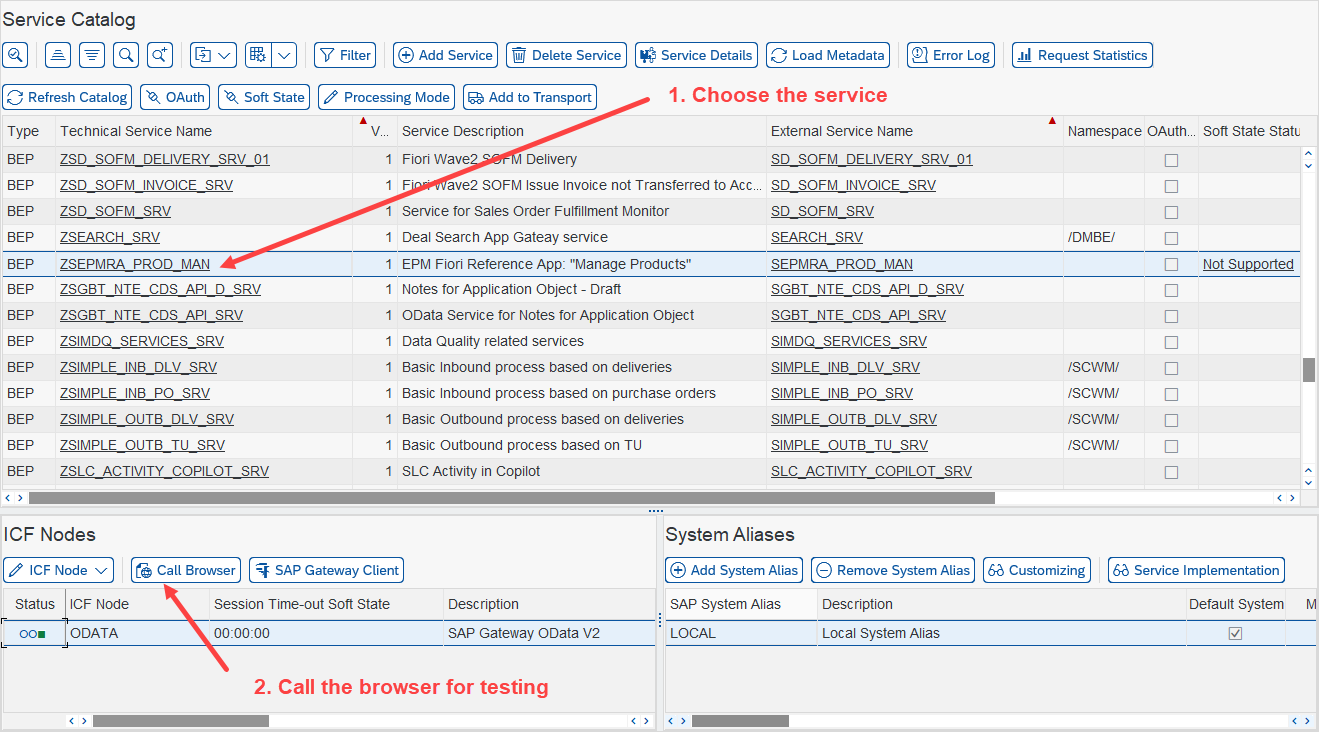 Service Catalog
Filter Add Service Delete Service Service Details Load Metadata Error Log Request Statistics
Refresh Catalog OAuth Soft State Processing Mode Add to Transport
1. Choose the service
Type Technical Service Name V... Service Description External Service Name Namespace OAuth... Soft State Statu
BEP ZSD_SOFM_DELIVERY_SRV_01 1 Fiori Wave2 SOFM Delivery SD_SOFM_DELIVERY_SRV_01
BEP ZSD_SOFM_INVOICE_SRV 1 Fiori Wave2 SOFM Issue Invoice not Transferred to Acc... SD_SOFM_INVOICE_SRV
BEP ZSD_SOFM_SRV 1 Service for Sales Order Fulfillment Monitor SD_SOFM_SRV
BEP ZSEARCH_SRV 1 Deal Search App Gateay service SEARCH_SRV /DMBE/
BEP ZSEPMRA_PROD_MAN 1 EPM Fiori Reference App: "Manage Products" SEPMRA_PROD_MAN Not Supported
BEP ZSGBT_NTE_CDS_API_D_SRV 1 Notes for Application Object - Draft SGBT_NTE_CDS_API_D_SRV
BEP ZSGBT_NTE_CDS_API_SRV 1 OData Service for Notes for Application Object SGBT_NTE_CDS_API_SRV
BEP ZSIMDQ_SERVICES_SRV 1 Data Quality related services SIMDQ_SERVICES_SRV
BEP ZSIMPLE_INB_DLV_SRV 1 Basic Inbound process based on deliveries SIMPLE_INB_DLV_SRV /SCWM/
BEP ZSIMPLE_INB_PO_SRV 1 Basic Inbound process based on purchase orders SIMPLE_INB_PO_SRV /SCWM/
BEP ZSIMPLE_OUTB_DLV_SRV 1 Basic Outbound process based on deliveries SIMPLE_OUTB_DLV_SRV /SCWM/
BEP ZSIMPLE_OUTB_TU_SRV 1 Basic Outbound process based on TU SIMPLE_OUTB_TU_SRV /SCWM/
BEP ZSLC_ACTIVITY_COPILOT_SRV 1 SLC Activity in Copilot SLC_ACTIVITY_COPILOT_SRV
ICF Nodes
ICF Node Call Browser SAP Gateway Client
Status ICF Node Session Time-out Soft State Description
ODATA 00:00:00 SAP Gateway OData V2
2. Call the browser for testing
System Aliases
Add System Alias Remove System Alias Customizing Service Implementation
SAP System Alias Description Default System M
LOCAL Local System Alias